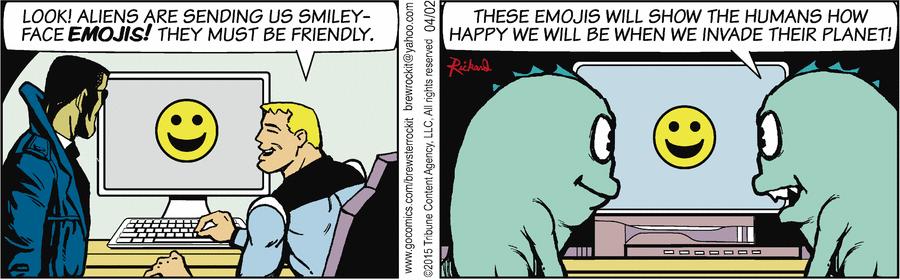 LOOK! ALIENS ARE SENDING US SMILEY-
FACE EMOJIS! THEY MUST BE FRIENDLY.
www.gocomics.com/brewsterrockit brewrockit@yahoo.com
©2015 Tribune Content Agency, LLC, All rights reserved 04/02
THESE EMOJIS WILL SHOW THE HUMANS HOW
HAPPY WE WILL BE WHEN WE INVADE THEIR PLANET!
Rickard